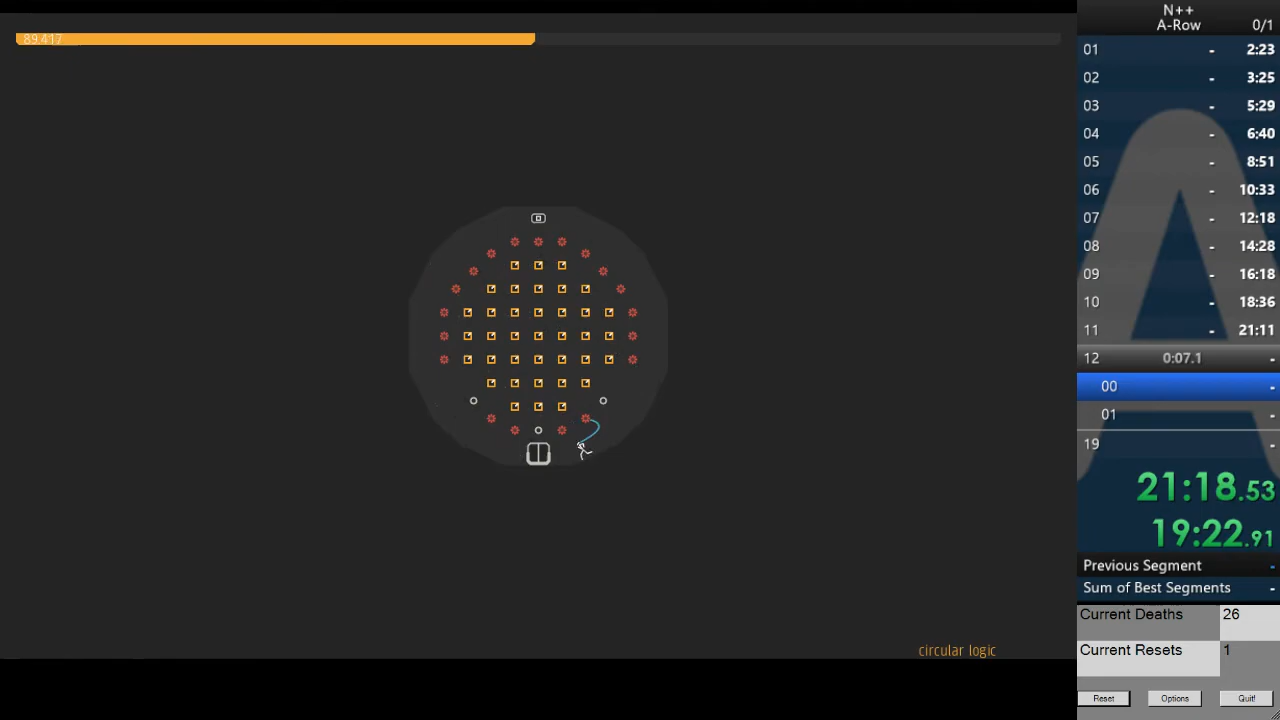 89.417
circular logic
N++
A-Row 0/1
01 - 2:23
02 - 3:25
03 - 5:29
04 - 6:40
05 - 8:51
06 - 10:33
07 - 12:18
08 - 14:28
09 - 16:18
10 - 18:36
11 - 21:11
12 0:07.1 -
00 -
01 -
19 -
21:18.53
19:22.91
Previous Segment -
Sum of Best Segments -
Current Deaths 26
Current Resets 1
Reset Options Quit!